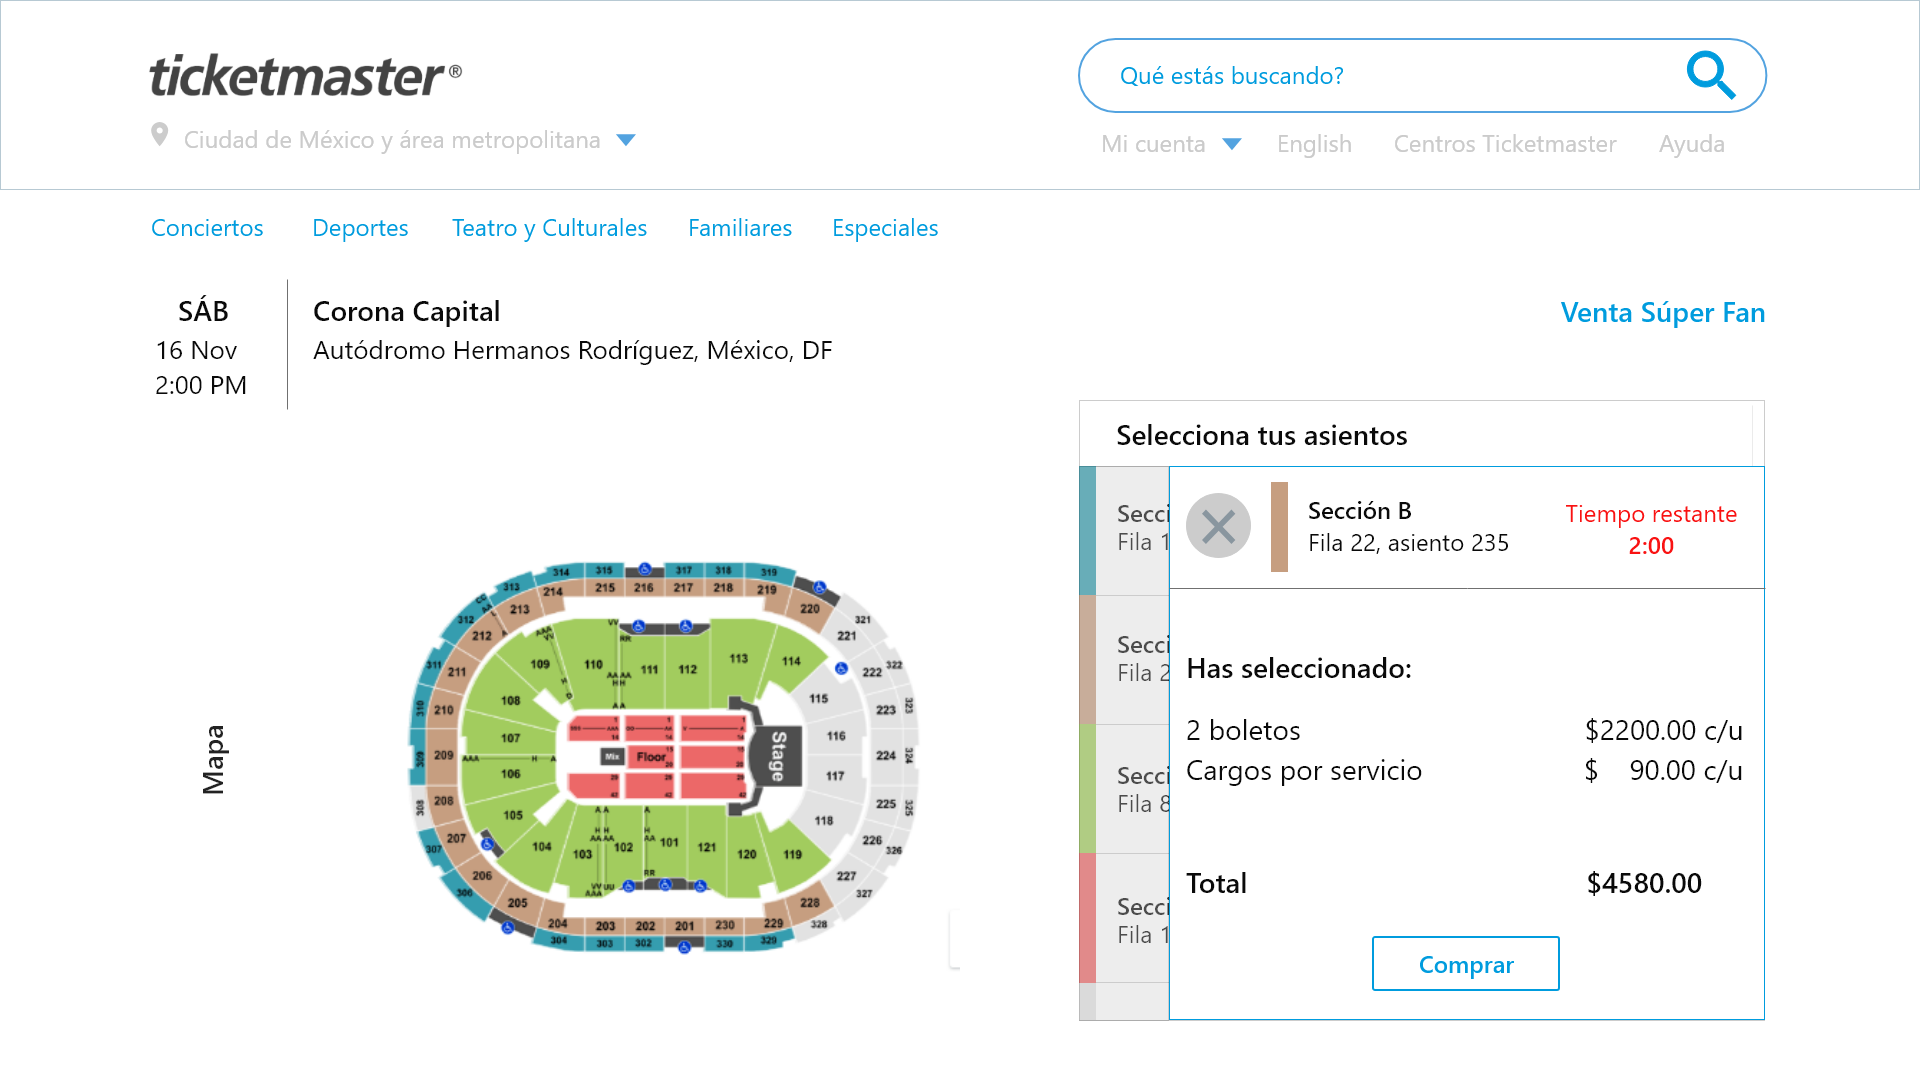 ticketmaster®
Qué estás buscando?
Ciudad de México y área metropolitana
Mi cuenta English Centros Ticketmaster Ayuda
Conciertos Deportes Teatro y Culturales Familiares Especiales
SÁB
16 Nov
2:00 PM
Corona Capital
Autódromo Hermanos Rodríguez, México, DF
Venta Súper Fan
Selecciona tus asientos
Secci
Fila 1
Secci
Fila 2
Secci
Fila 8
Secci
Fila 1
Sección B
Fila 22, asiento 235
Tiempo restante
2:00
Has seleccionado:
2 boletos $2200.00 c/u
Cargos por servicio $ 90.00 c/u
Total $4580.00
Comprar
Mapa
314 315 317 318 319
313 214 215 216 217 218 219
312 213 220 321
212 221
311 211 109 110 111 112 113 114 222 322
310 210 108 115 223 323
107 116
309 209 106 Mix Floor Stage 117 224 324
308 208 105 118 225 325
307 207 104 103 102 101 121 120 119 226 326
306 206 227 327
205 228
204 203 202 201 230 229 328
304 303 302 330 329